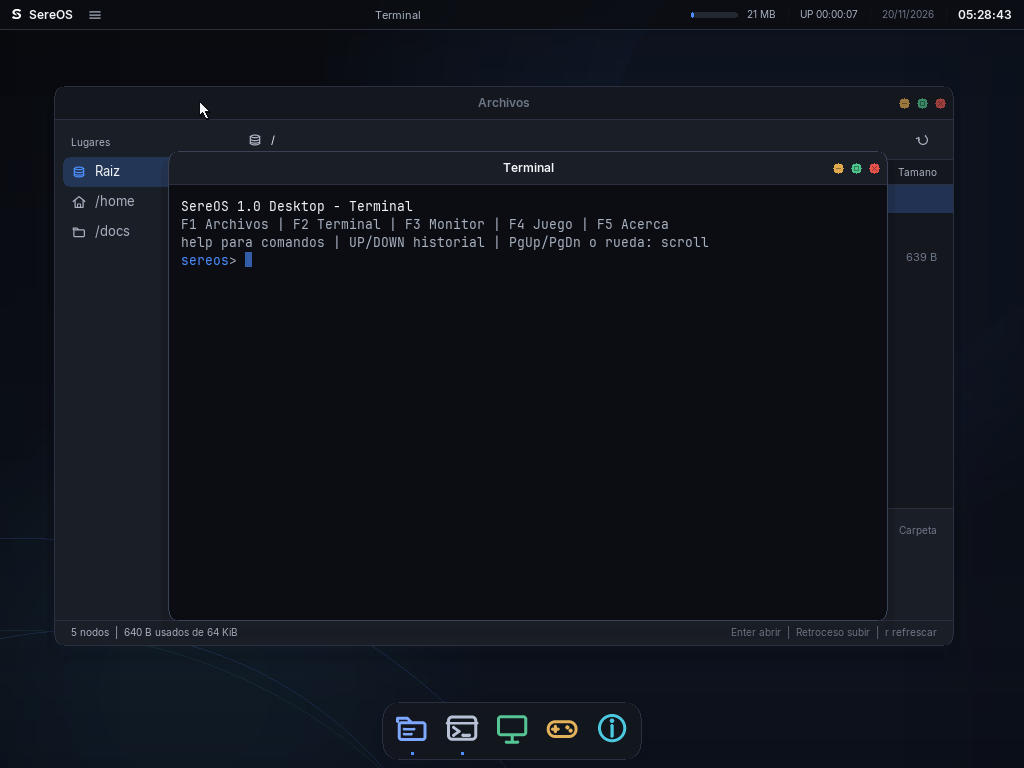 SereOS
Terminal
21 MB
UP 00:00:07
20/11/2026
05:28:43
Archivos
Lugares
/
Raiz
Tamano
/home
/docs
639 B
Carpeta
Terminal
SereOS 1.0 Desktop - Terminal
F1 Archivos | F2 Terminal | F3 Monitor | F4 Juego | F5 Acerca
help para comandos | UP/DOWN historial | PgUp/PgDn o rueda: scroll
sereos>
5 nodos | 640 B usados de 64 KiB
Enter abrir | Retroceso subir | r refrescar